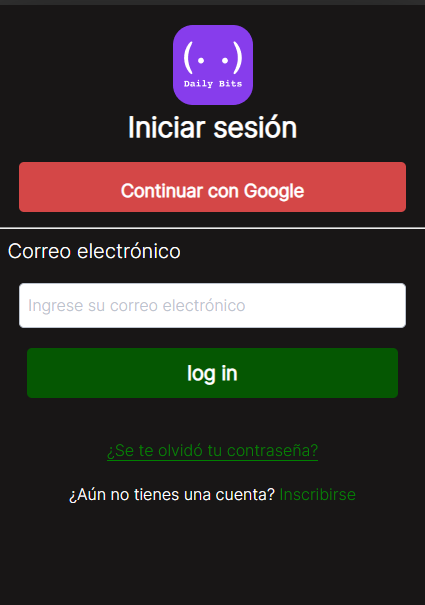 (. .)
Daily Bits
Iniciar sesión
Continuar con Google
Correo electrónico
Ingrese su correo electrónico
log in
¿Se te olvidó tu contraseña?
¿Aún no tienes una cuenta? Inscribirse